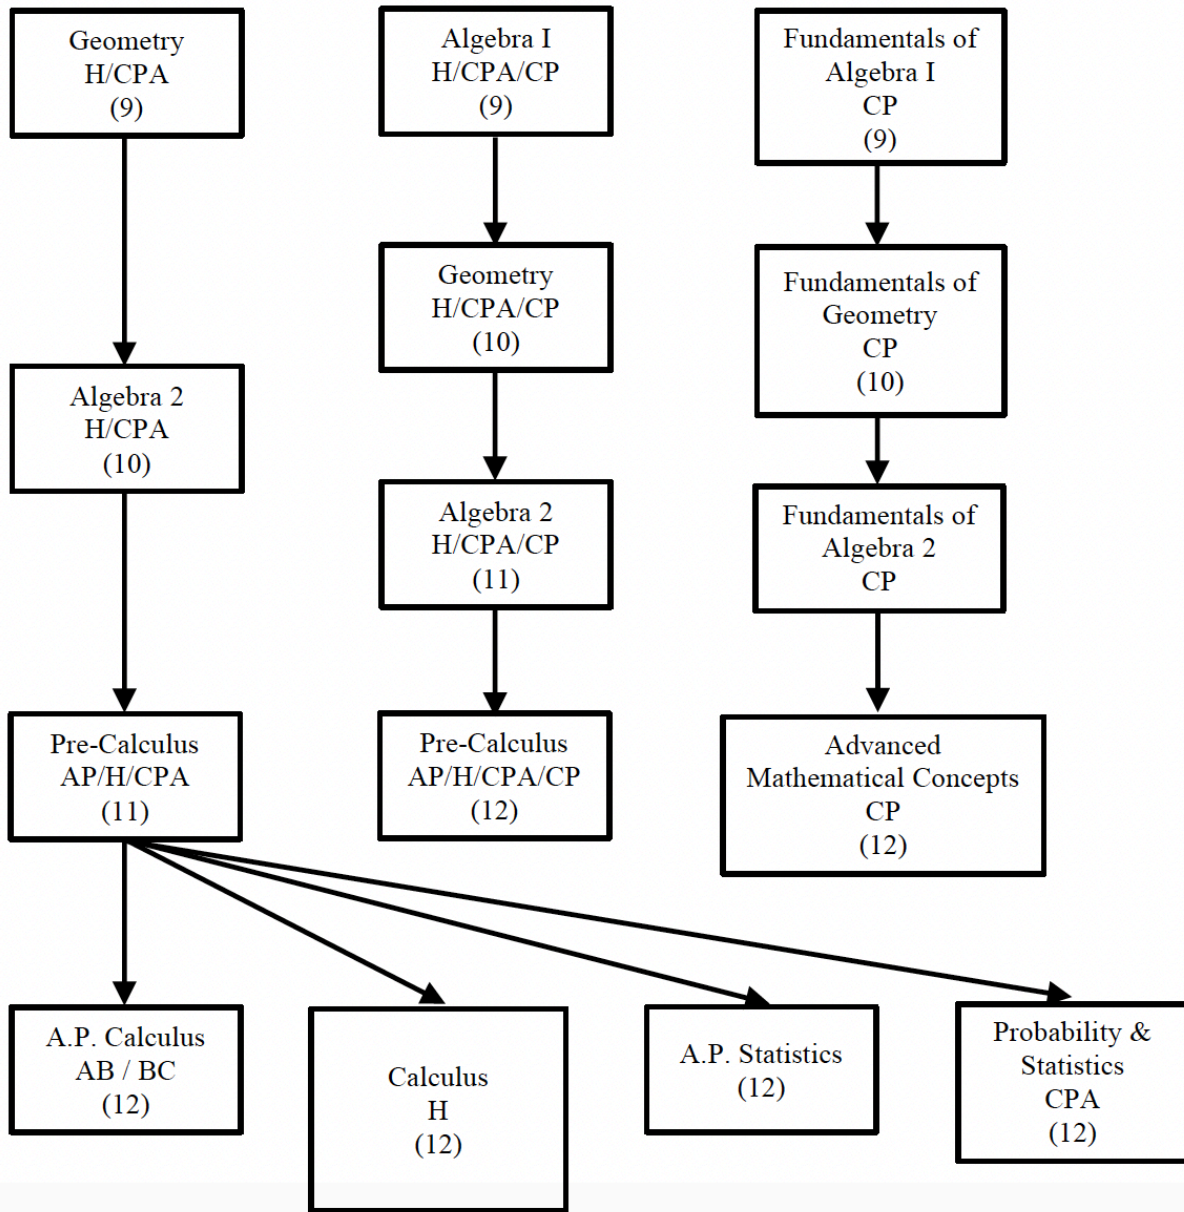 Geometry
H/CPA
(9)
Algebra I
H/CPA/CP
(9)
Fundamentals of
Algebra I
CP
(9)
Geometry
H/CPA/CP
(10)
Fundamentals of
Geometry
CP
(10)
Algebra 2
H/CPA
(10)
Algebra 2
H/CPA/CP
(11)
Fundamentals of
Algebra 2
CP
Pre-Calculus
AP/H/CPA
(11)
Pre-Calculus
AP/H/CPA/CP
(12)
Advanced
Mathematical Concepts
CP
(12)
A.P. Calculus
AB / BC
(12)
Calculus
H
(12)
A.P. Statistics
(12)
Probability &
Statistics
CPA
(12)